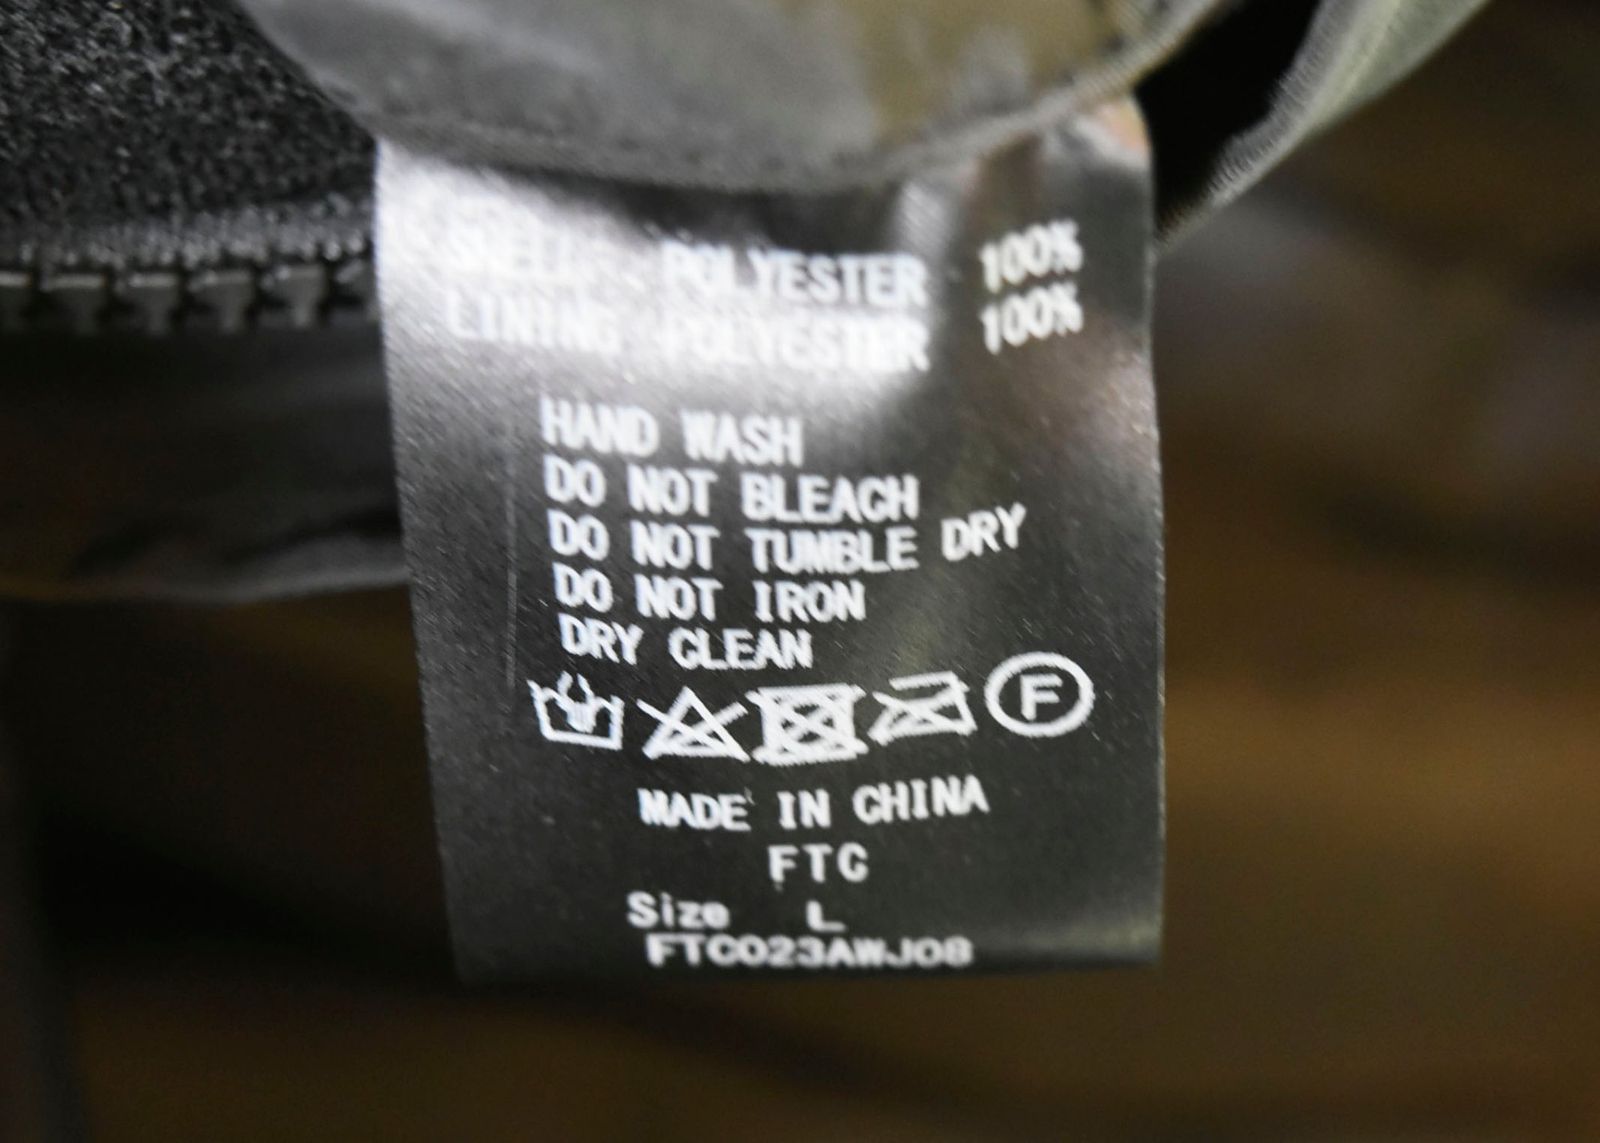 SHELL: POLYESTER 100%
LINING: POLYESTER 100%
HAND WASH
DO NOT BLEACH
DO NOT TUMBLE DRY
DO NOT IRON
DRY CLEAN
F
MADE IN CHINA
FTC
Size L
FTC023AWJ08